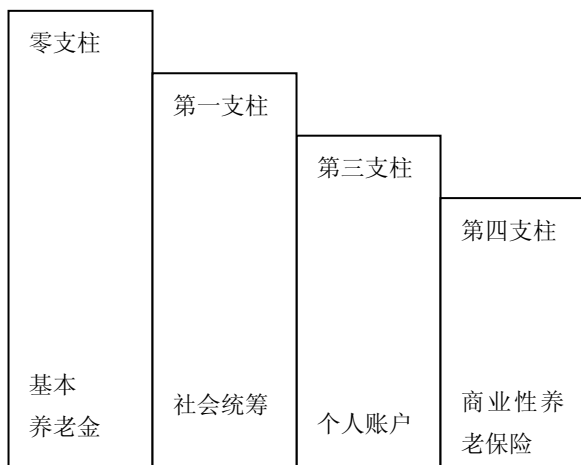 零支柱
基本
养老金
第一支柱
社会统筹
第三支柱
个人账户
第四支柱
商业性养
老保险